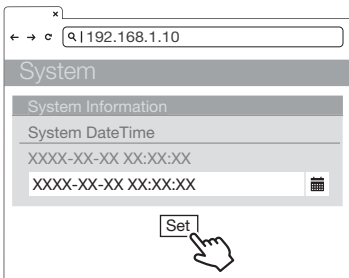 192.168.1.10
System
System Information
System DateTime
XXXX-XX-XX XX:XX:XX
XXXX-XX-XX XX:XX:XX
Set